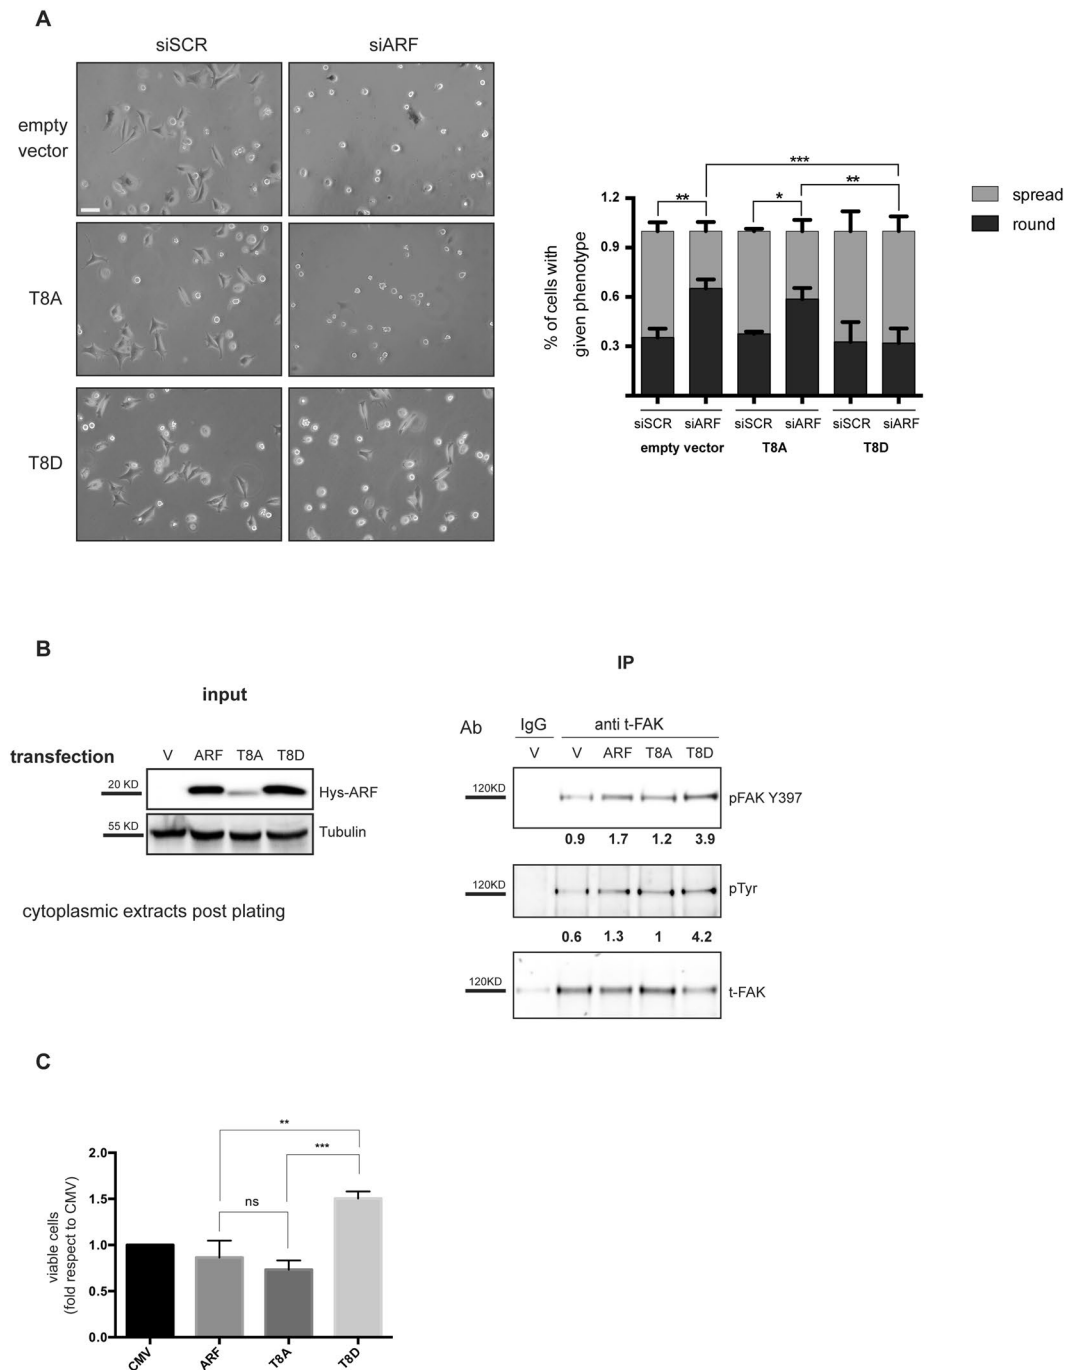 A
siSCR
siARF
empty
vector
T8A
T8D
% of cells with
given phenotype
1.2
0.9
0.6
0.3
***
**
**
*
spread
round
siSCR siARF siSCR siARF siSCR siARF
empty vector T8A T8D
B
input
transfection
V ARF T8A T8D
20 KD
Hys-ARF
55 KD
Tubulin
cytoplasmic extracts post plating
IP
Ab
IgG
anti t-FAK
V V ARF T8A T8D
120KD
pFAK Y397
0.9 1.7 1.2 3.9
120KD
pTyr
0.6 1.3 1 4.2
120KD
t-FAK
C
viable cells
(fold respect to CMV)
2.0
1.5
1.0
0.5
0.0
**
***
ns
CMV
ARF
T8A
T8D